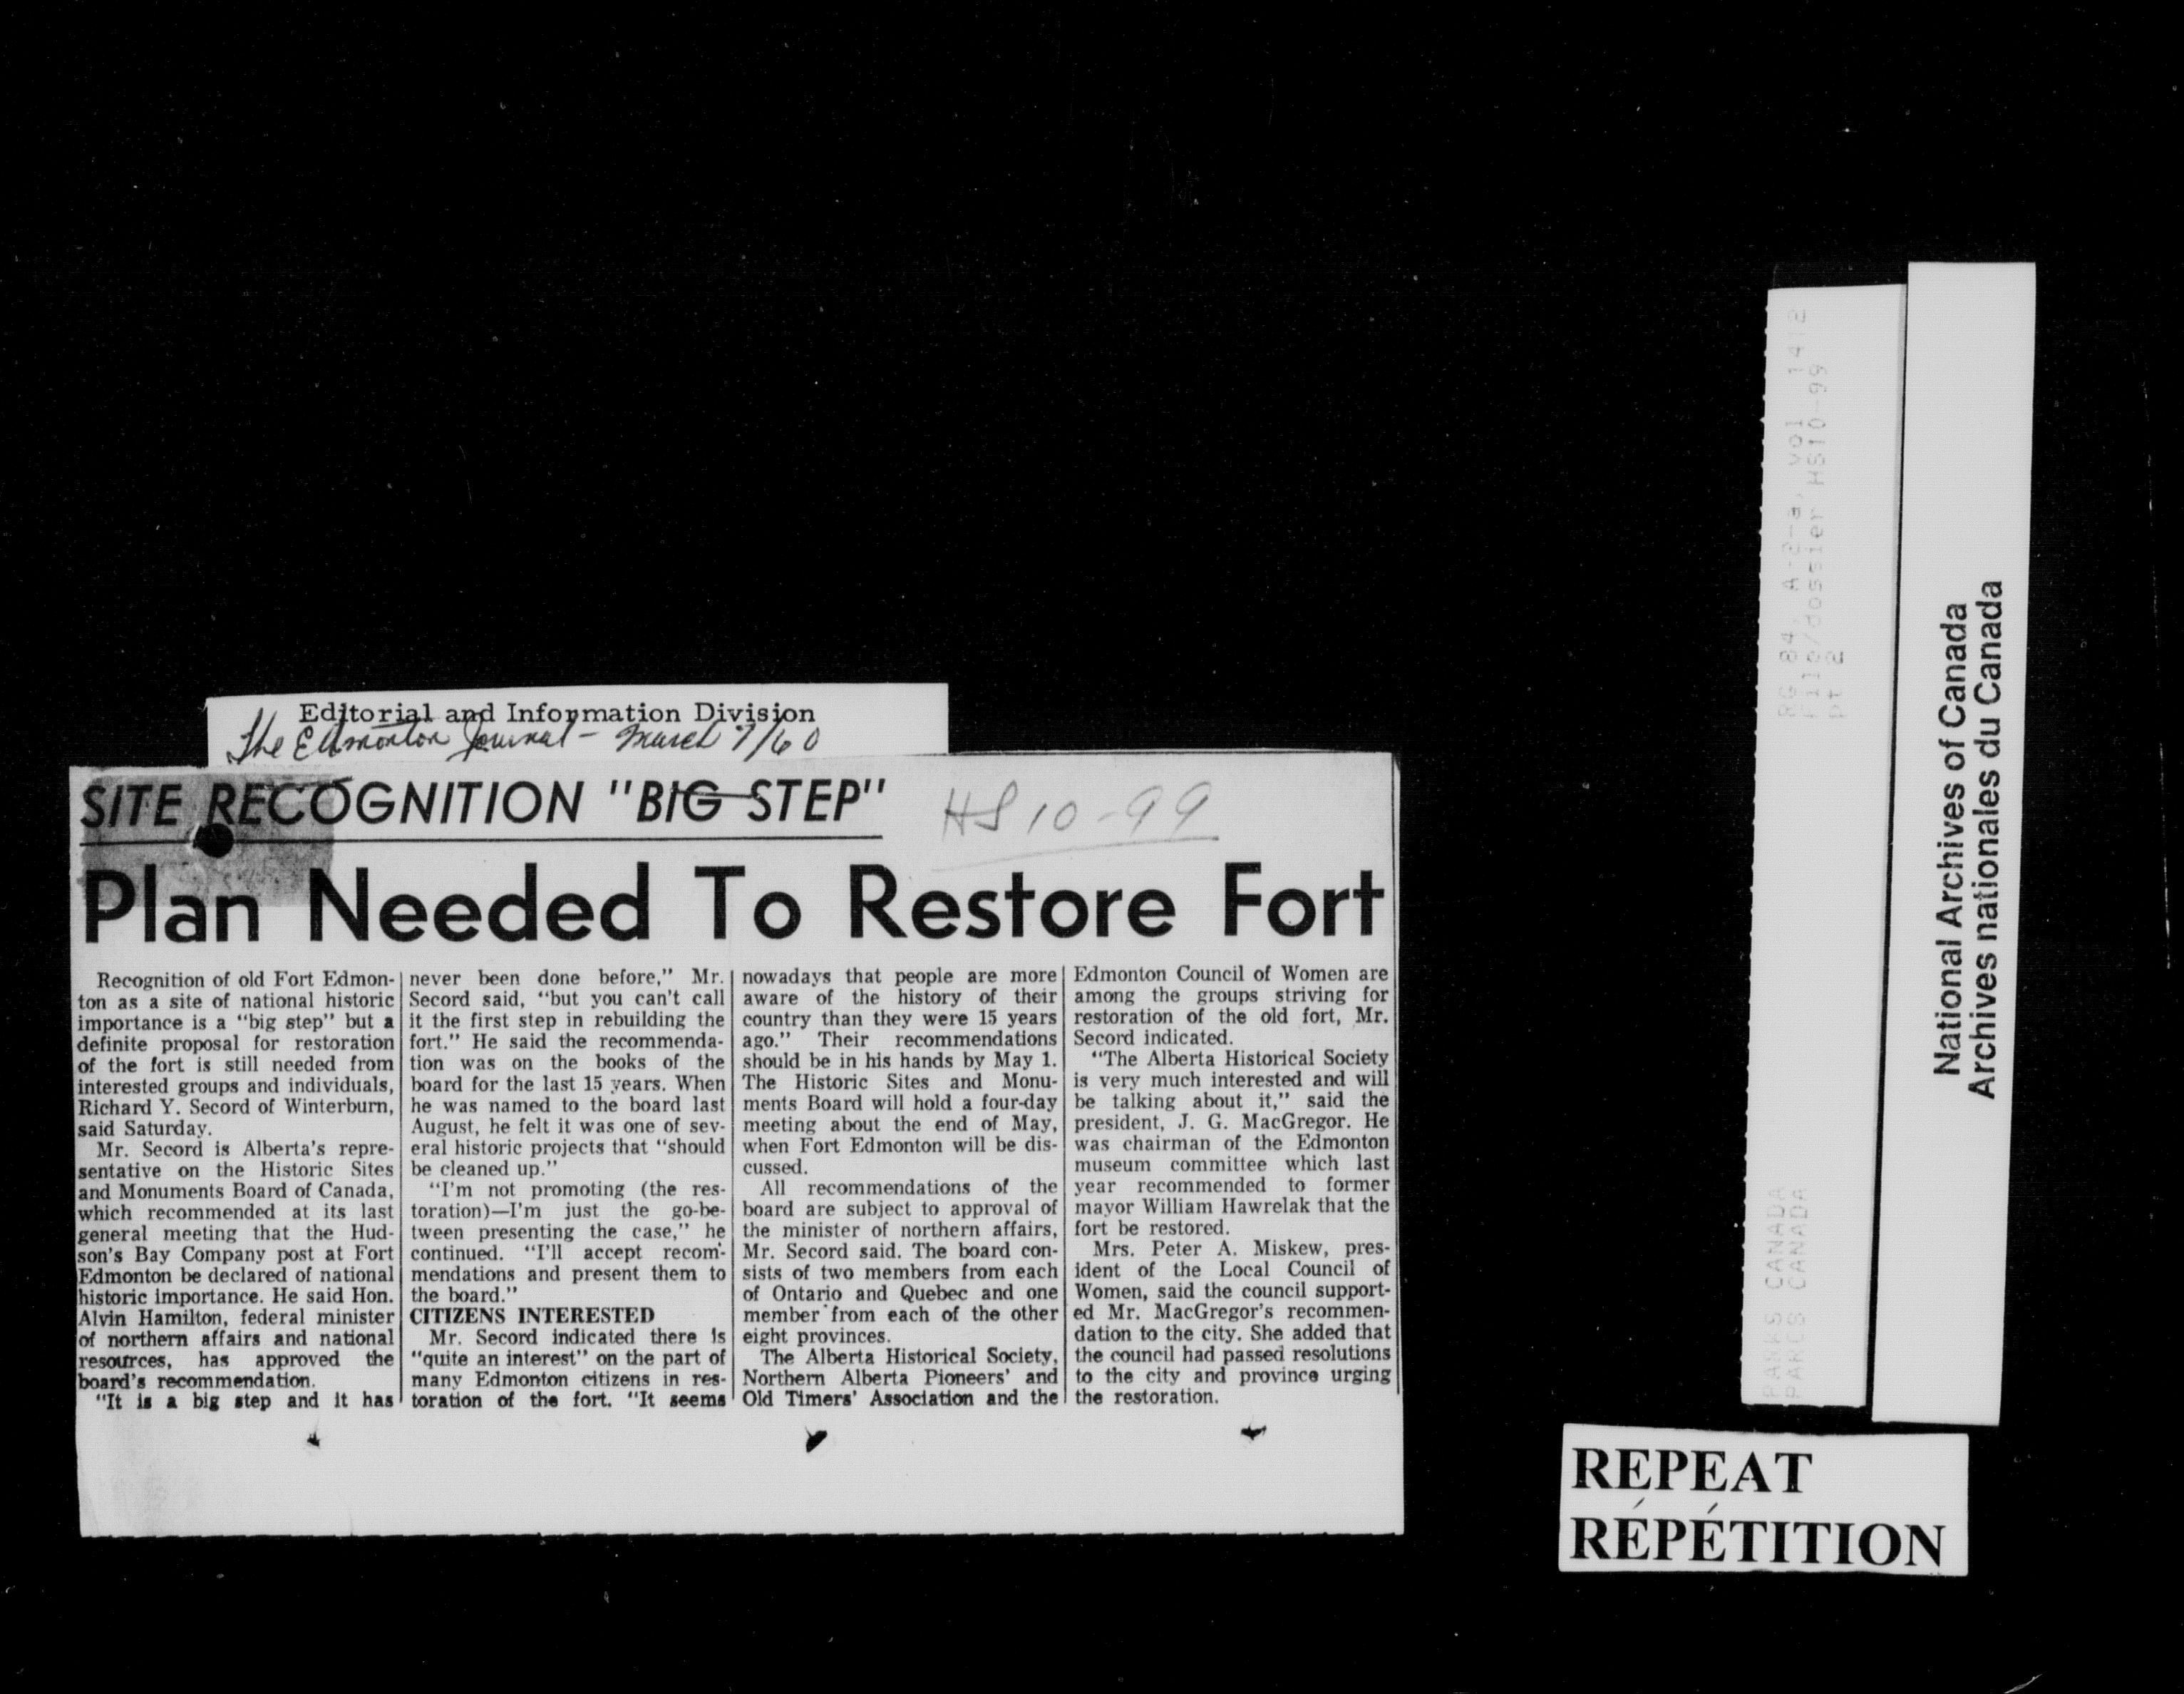 Editorial and Information Division
The Edmonton Journal - March 7/60
SITE RECOGNITION "BIG STEP"
HS 10-99
Plan Needed To Restore Fort
Recognition of old Fort Edmon-
ton as a site of national historic
importance is a "big step" but a
definite proposal for restoration
of the fort is still needed from
interested groups and individuals,
Richard Y. Secord of Winterburn,
said Saturday.
Mr. Secord is Alberta's repre-
sentative on the Historic Sites
and Monuments Board of Canada,
which recommended at its last
general meeting that the Hud-
son's Bay Company post at Fort
Edmonton be declared of national
historic importance. He said Hon.
Alvin Hamilton, federal minister
of northern affairs and national
resources, has approved the
board's recommendation.
"It is a big step and it has
never been done before," Mr.
Secord said, "but you can't call
it the first step in rebuilding the
fort." He said the recommenda-
tion was on the books of the
board for the last 15 years. When
he was named to the board last
August, he felt it was one of sev-
eral historic projects that "should
be cleaned up."
"I'm not promoting (the res-
toration)—I'm just the go-be-
tween presenting the case," he
continued. "I'll accept recom-
mendations and present them to
the board."
CITIZENS INTERESTED
Mr. Secord indicated there is
"quite an interest" on the part of
many Edmonton citizens in res-
toration of the fort. "It seems
nowadays that people are more
aware of the history of their
country than they were 15 years
ago." Their recommendations
should be in his hands by May 1.
The Historic Sites and Monu-
ments Board will hold a four-day
meeting about the end of May,
when Fort Edmonton will be dis-
cussed.
All recommendations of the
board are subject to approval of
the minister of northern affairs,
Mr. Secord said. The board con-
sists of two members from each
of Ontario and Quebec and one
member from each of the other
eight provinces.
The Alberta Historical Society,
Northern Alberta Pioneers' and
Old Timers' Association and the
Edmonton Council of Women are
among the groups striving for
restoration of the old fort, Mr.
Secord indicated.
"The Alberta Historical Society
is very much interested and will
be talking about it," said the
president, J. G. MacGregor. He
was chairman of the Edmonton
museum committee which last
year recommended to former
mayor William Hawrelak that the
fort be restored.
Mrs. Peter A. Miskew, pres-
ident of the Local Council of
Women, said the council support-
ed Mr. MacGregor's recommen-
dation to the city. She added that
the council had passed resolutions
to the city and province urging
the restoration.
PARKS CANADA
PARCS CANADA
RG 84, A-2-a, vol 1412
File/dossier HS10-99
pt 2
National Archives of Canada
Archives nationales du Canada
REPEAT
RÉPÉTITION